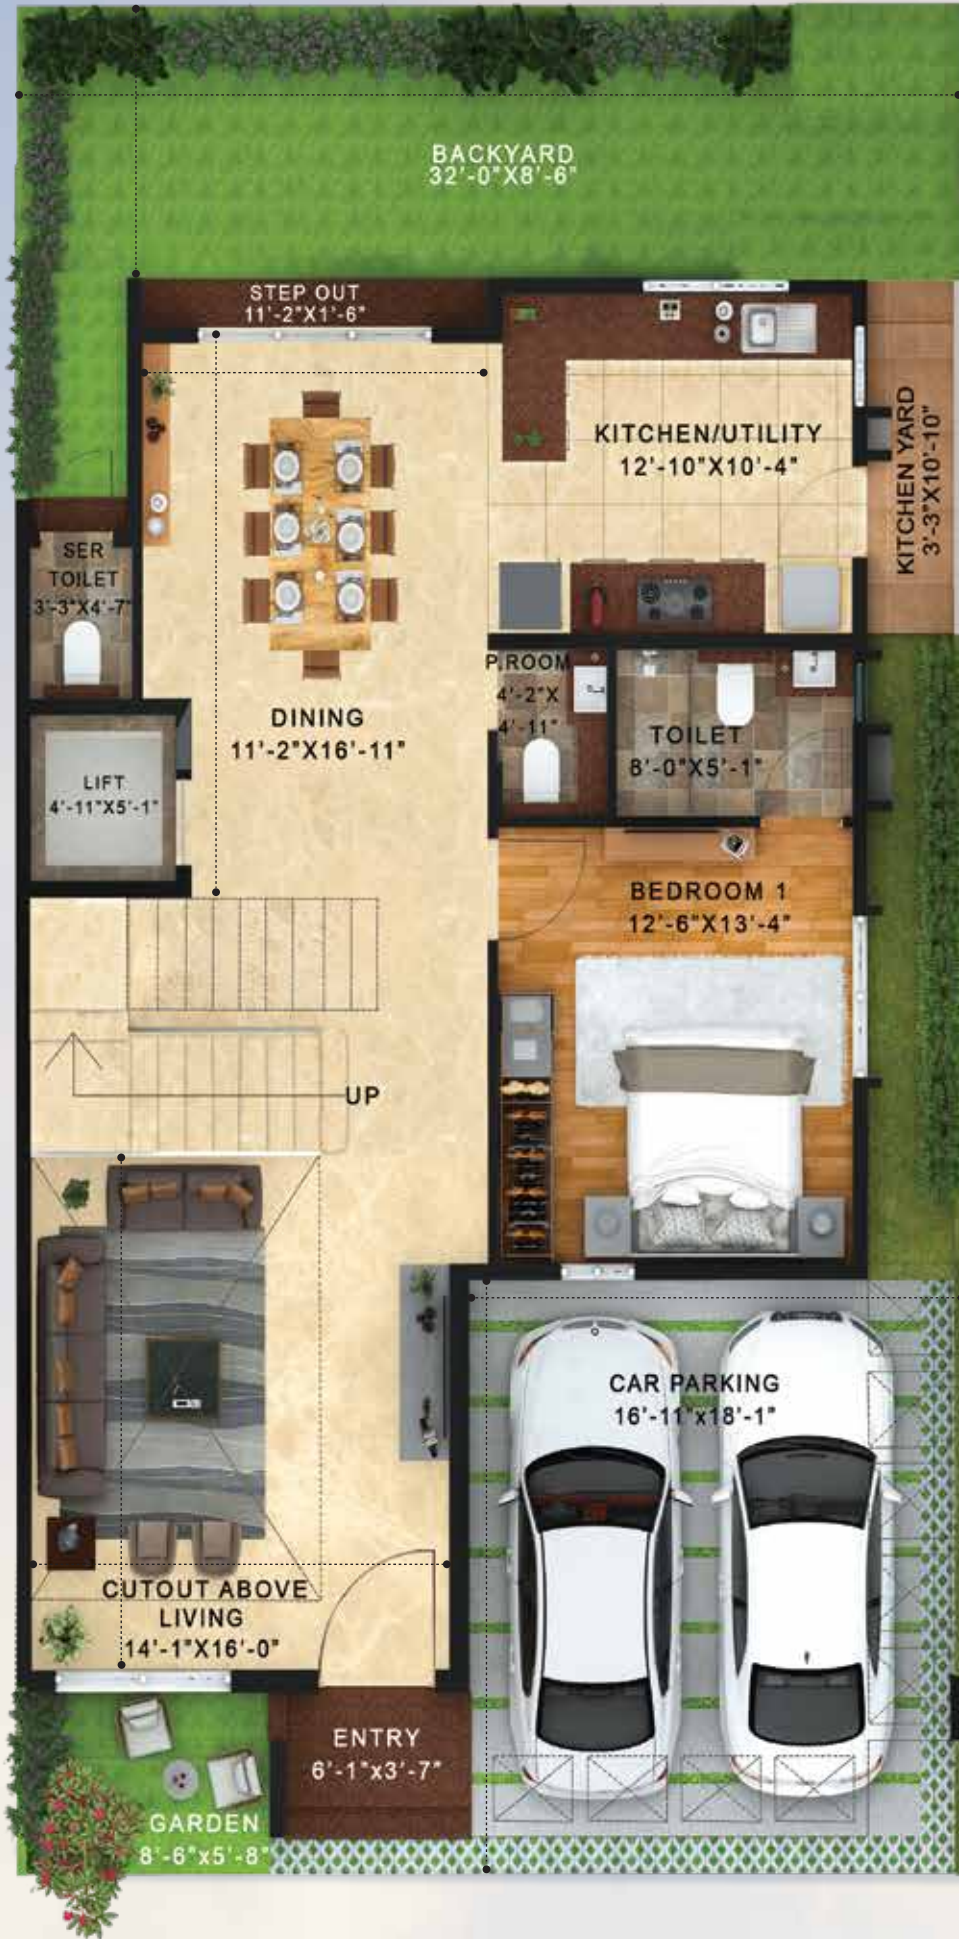 BACKYARD
32'-0"X8'-6"
STEP OUT
11'-2"X1'-6"
KITCHEN/UTILITY
12'-10"X10'-4"
KITCHEN YARD
3'-3"X10'-10"
SER
TOILET
3'-3"X4'-7"
P.ROOM
4'-2"X
4'-11"
DINING
11'-2"X16'-11"
TOILET
8'-0"X5'-1"
LIFT
4'-11"X5'-1"
BEDROOM 1
12'-6"X13'-4"
UP
CAR PARKING
16'-11"x18'-1"
CUTOUT ABOVE
LIVING
14'-1"X16'-0"
ENTRY
6'-1"x3'-7"
GARDEN
8'-6"x5'-8"